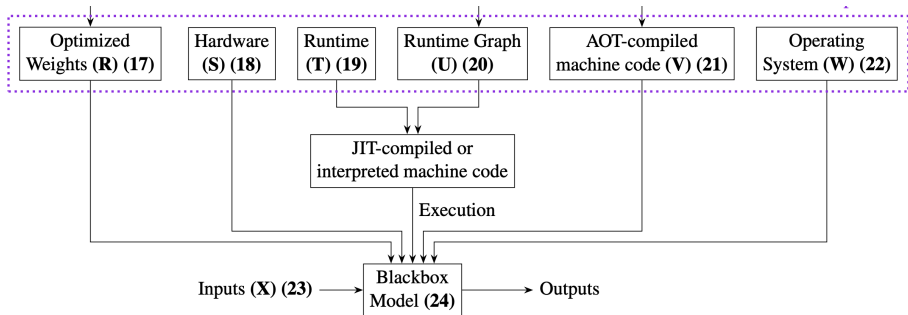 Optimized
Weights (R) (17)
Hardware
(S) (18)
Runtime
(T) (19)
Runtime Graph
(U) (20)
AOT-compiled
machine code (V) (21)
Operating
System (W) (22)
JIT-compiled or
interpreted machine code
Execution
Inputs (X) (23)
Blackbox
Model (24)
Outputs